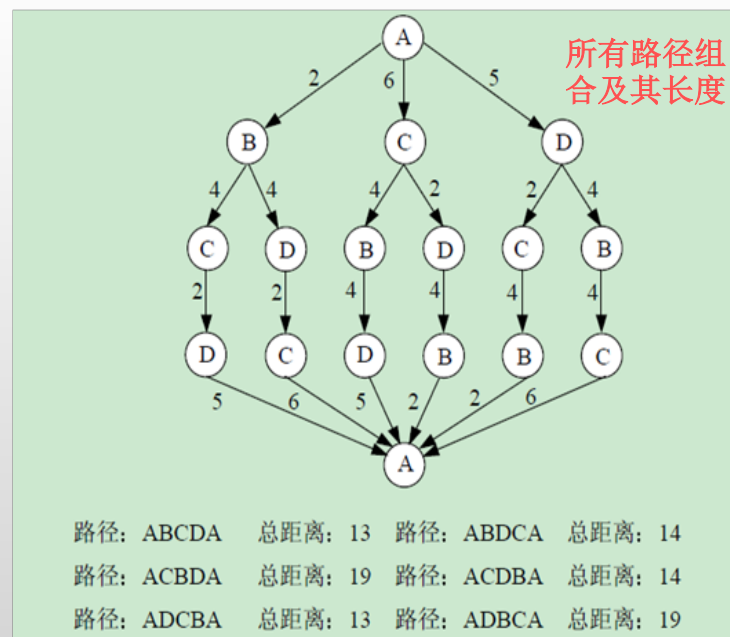 A
所有路径组
合及其长度
2 6 5
B C D
4 4 4 2 2 4
C D B D C B
2 2 4 4 4 4
D C D B B C
5 6 5 2 2 6
A
路径：ABCDA 总距离：13 路径：ABDCA 总距离：14
路径：ACBDA 总距离：19 路径：ACDBA 总距离：14
路径：ADCBA 总距离：13 路径：ADBCA 总距离：19